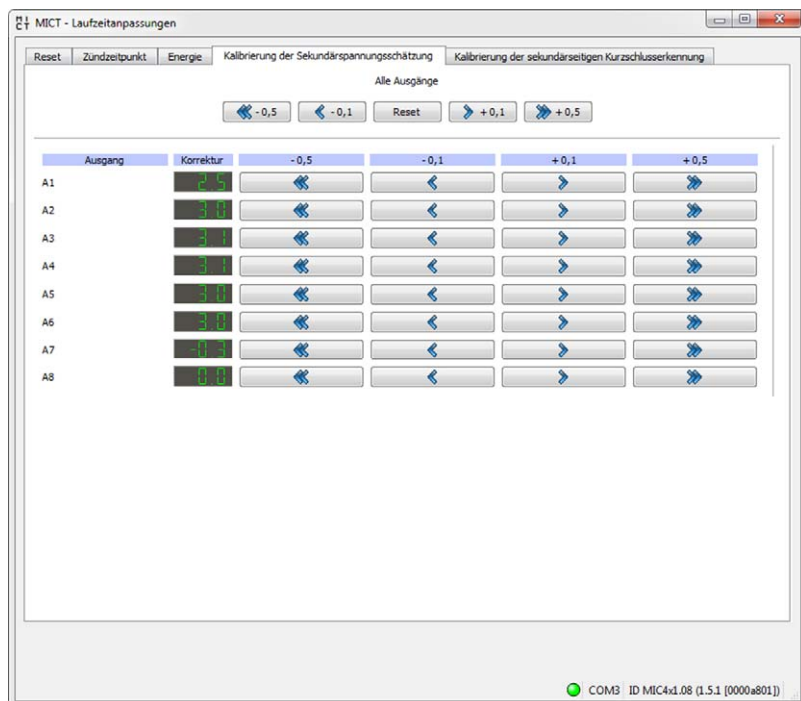 MICT - Laufzeitanpassungen
Reset Zündzeitpunkt Energie Kalibrierung der Sekundärspannungsschätzung Kalibrierung der sekundärseitigen Kurzschlusserkennung
Alle Ausgänge
- 0,5 - 0,1 Reset + 0,1 + 0,5
Ausgang Korrektur - 0,5 - 0,1 + 0,1 + 0,5
A1 2.5
A2 3.0
A3 3.1
A4 3.1
A5 3.0
A6 3.0
A7 -0.3
A8 0.0
COM3 ID MIC4x1.08 (1.5.1 [0000a801])